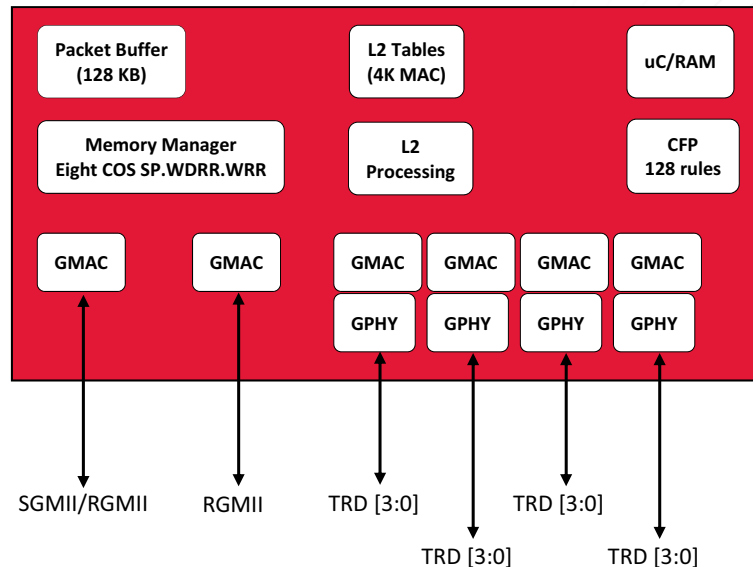 Packet Buffer
(128 KB)
L2 Tables
(4K MAC)
uC/RAM
Memory Manager
Eight COS SP.WDRR.WRR
L2
Processing
CFP
128 rules
GMAC
GMAC
GMAC
GMAC
GMAC
GMAC
GPHY
GPHY
GPHY
GPHY
SGMII/RGMII
RGMII
TRD [3:0]
TRD [3:0]
TRD [3:0]
TRD [3:0]